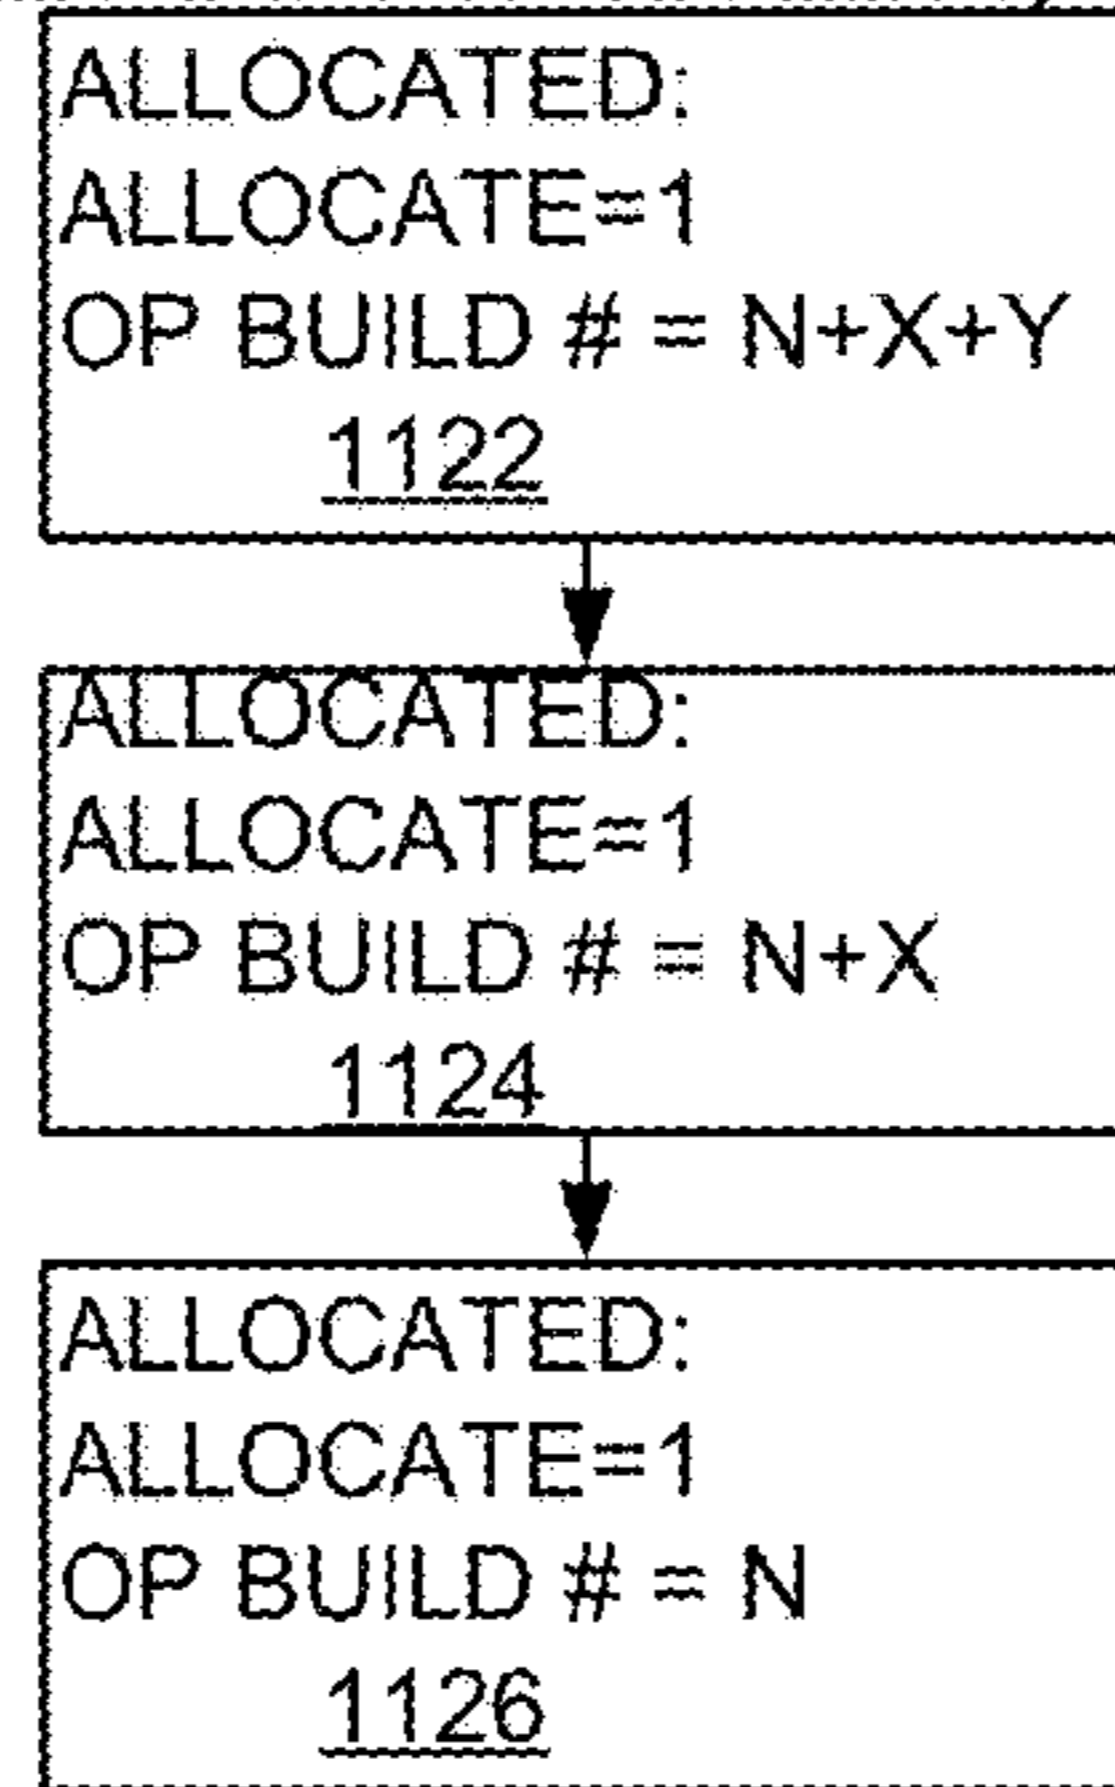 ALLOCATED:
ALLOCATE=1
OP BUILD # = N+X+Y
1122
ALLOCATED:
ALLOCATE=1
OP BUILD # = N+X
1124
ALLOCATED:
ALLOCATE=1
OP BUILD # = N
1126